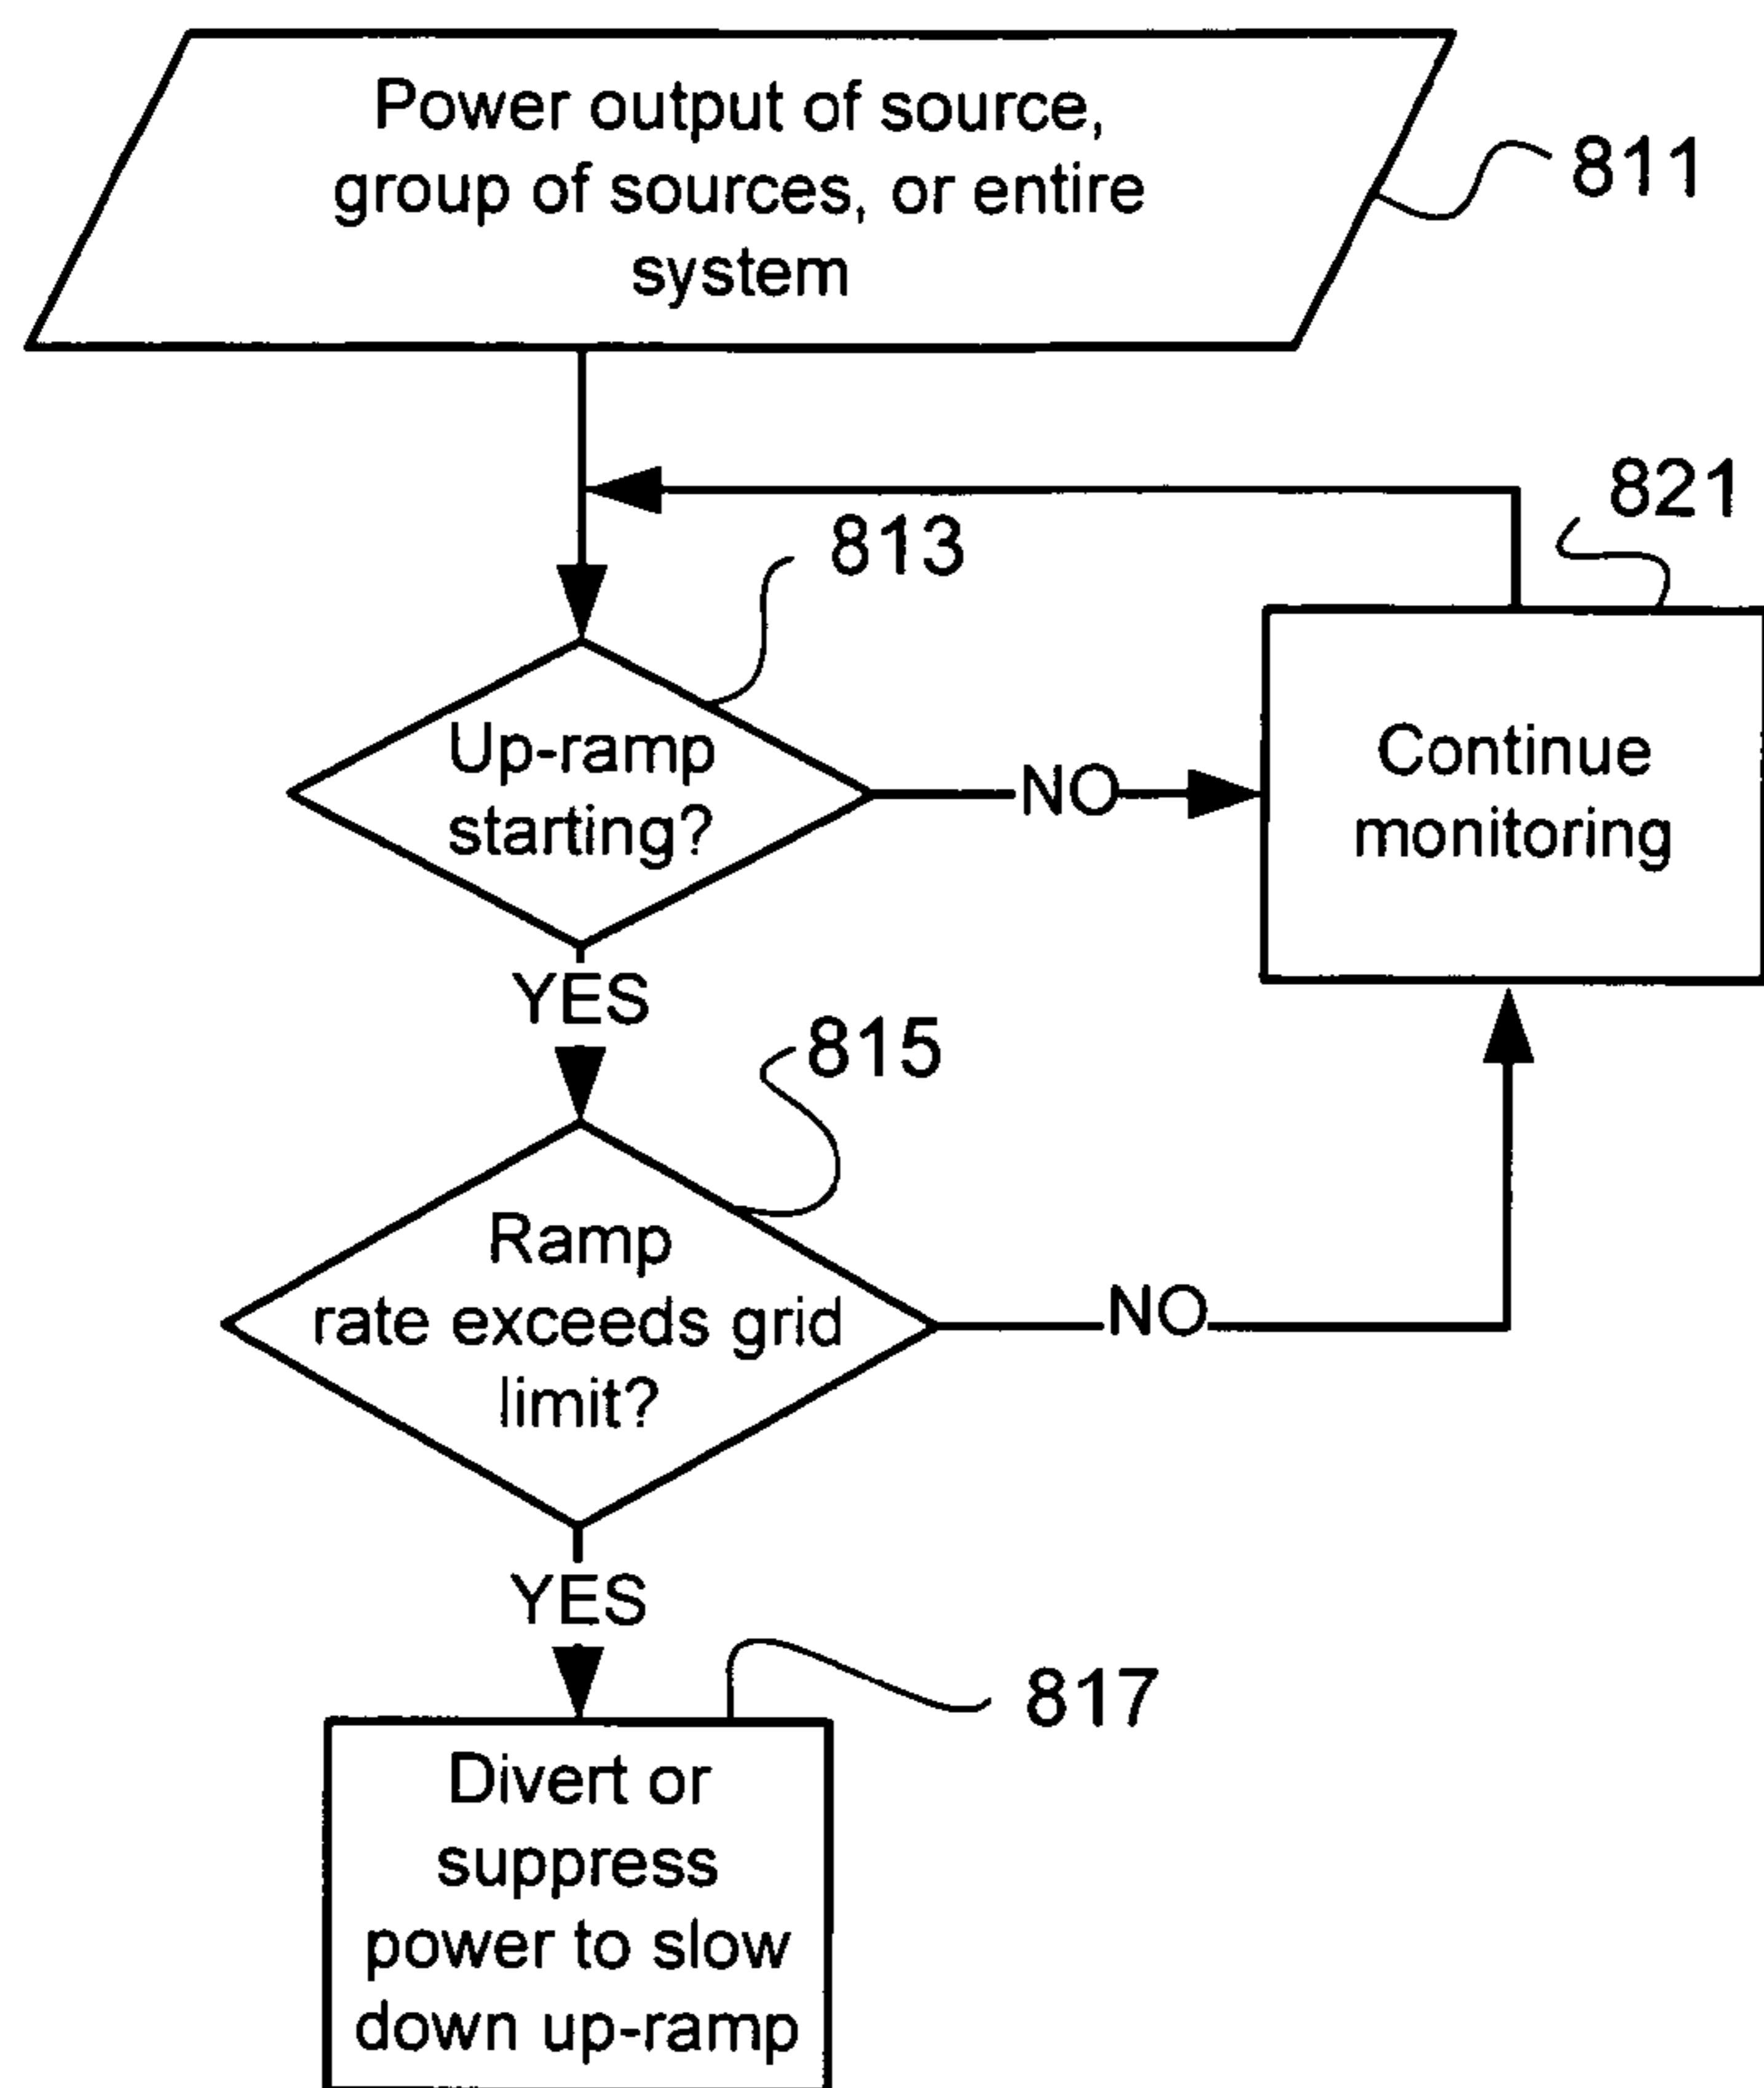 Power output of source,
group of sources, or entire
system
811
821
813
Up-ramp
starting?
NO
Continue
monitoring
YES
815
Ramp
rate exceeds grid
limit?
NO
YES
817
Divert or
suppress
power to slow
down up-ramp